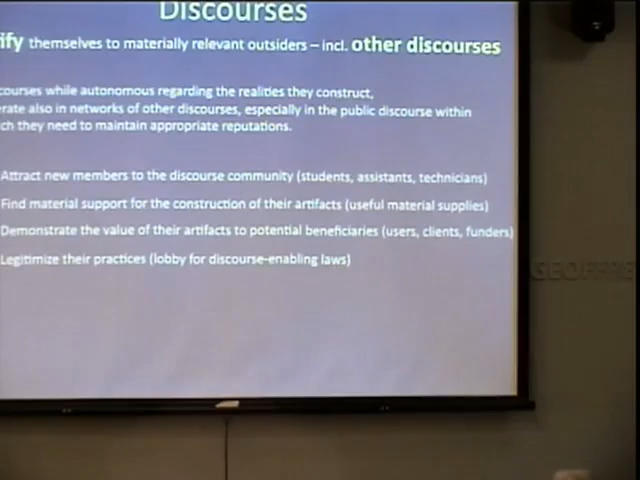 Discourses
ify themselves to materially relevant outsiders – incl. other discourses
courses while autonomous regarding the realities they construct,
erate also in networks of other discourses, especially in the public discourse within
ch they need to maintain appropriate reputations.
Attract new members to the discourse community (students, assistants, technicians)
Find material support for the construction of their artifacts (useful material supplies)
Demonstrate the value of their artifacts to potential beneficiaries (users, clients, funders)
Legitimize their practices (lobby for discourse-enabling laws)
GEOFFRE